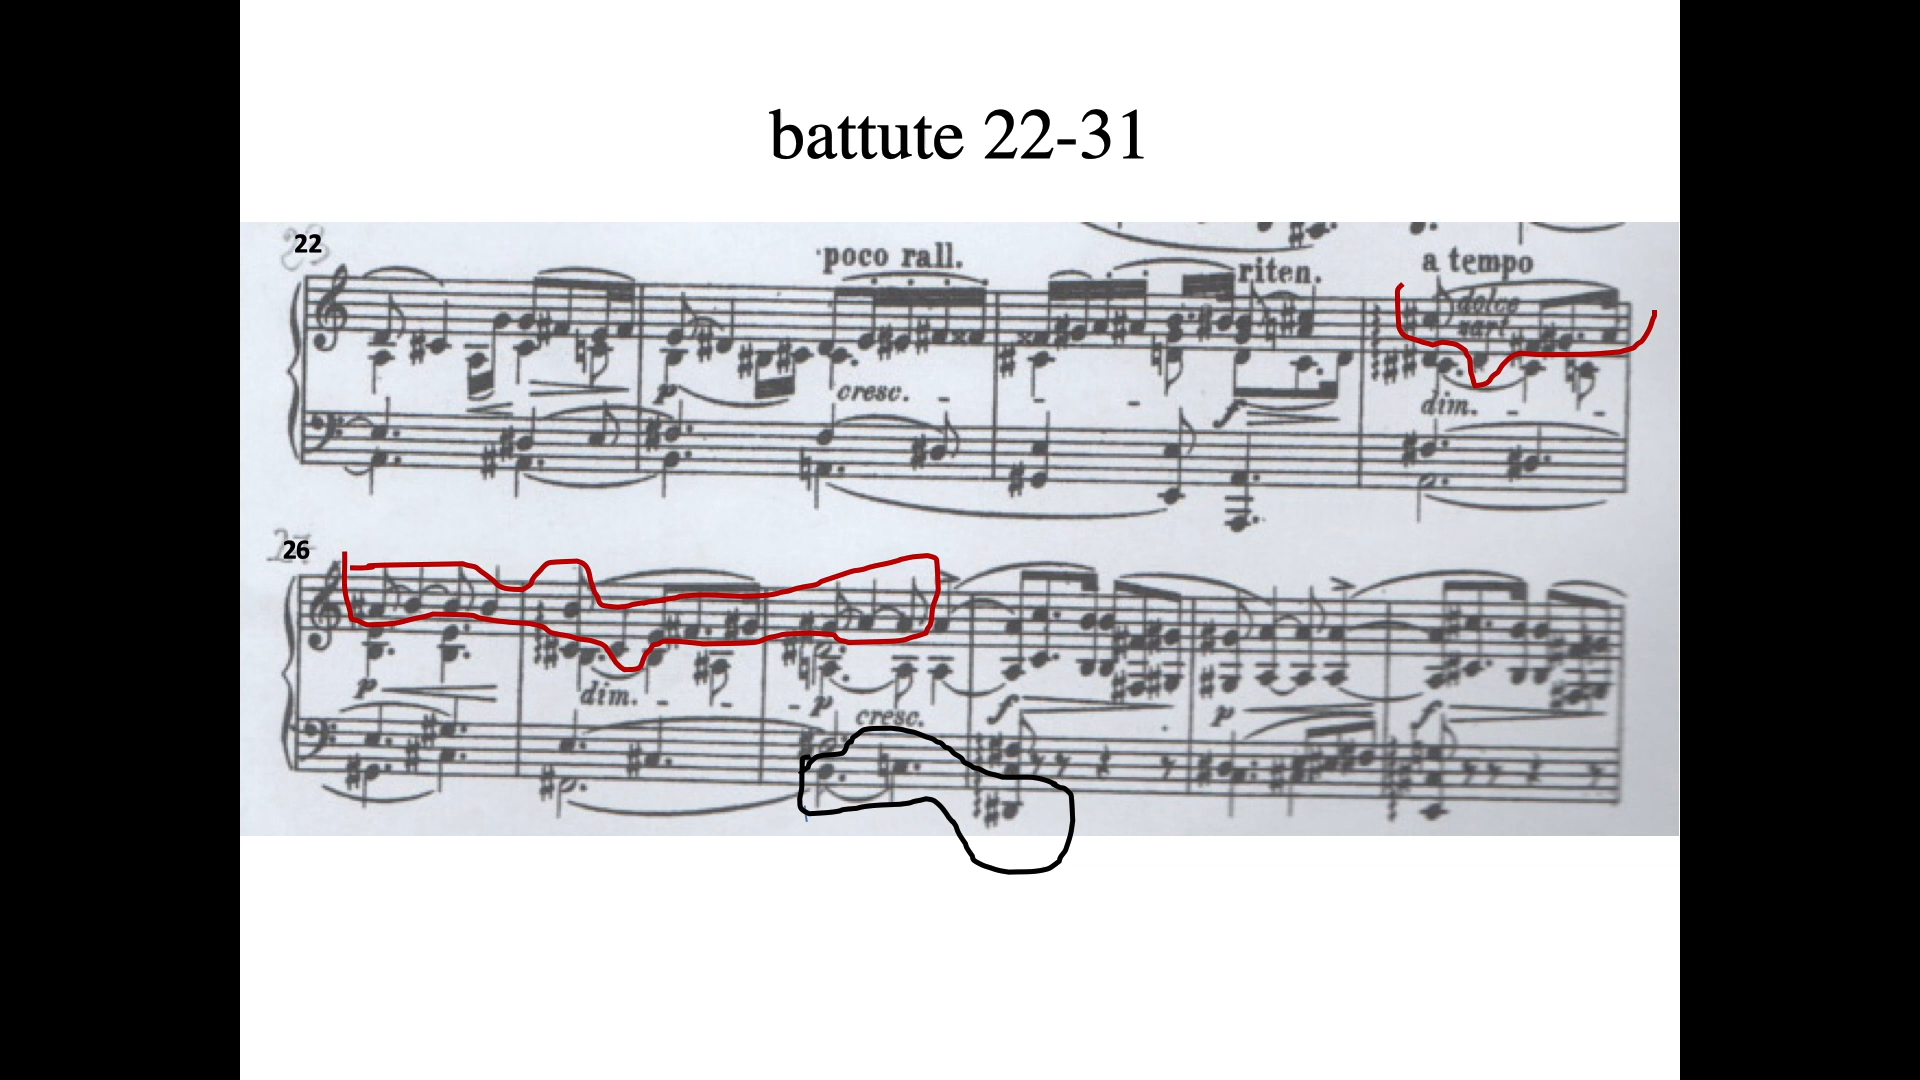 battute 22-31
22
poco rall.
riten.
a tempo
dolce
p
cresc.
f
dim.
26
p
dim.
p
cresc.
f
p
f